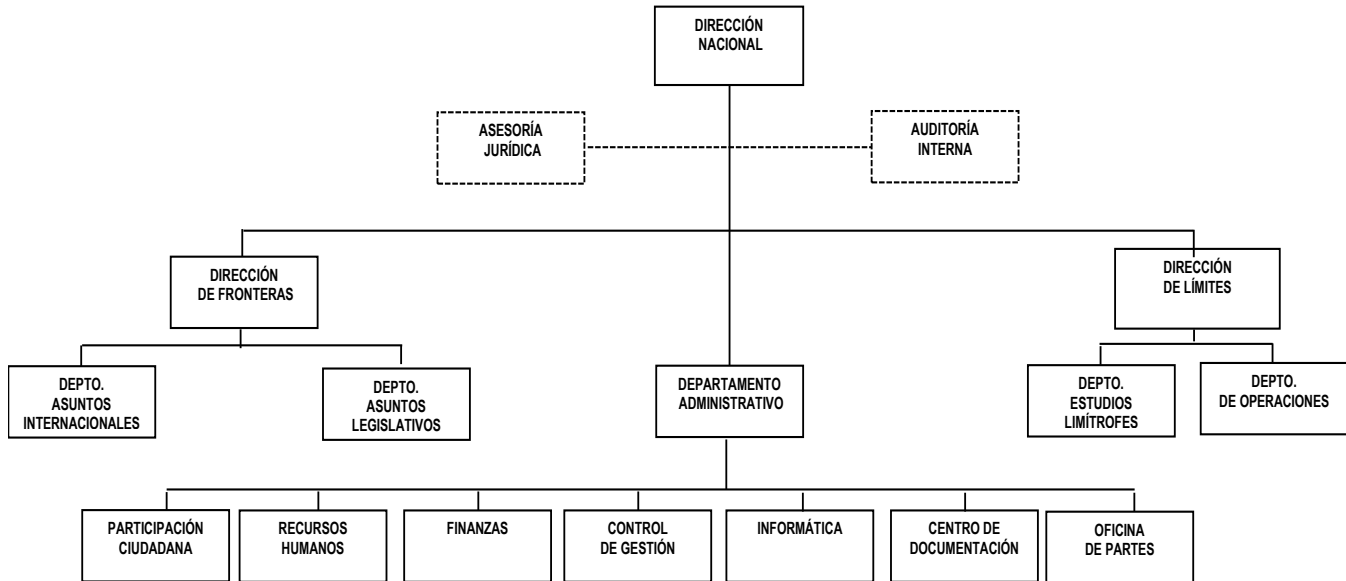 DIRECCIÓN
NACIONAL
ASESORÍA
JURÍDICA
AUDITORÍA
INTERNA
DIRECCIÓN
DE FRONTERAS
DIRECCIÓN
DE LÍMITES
DEPTO.
ASUNTOS
INTERNACIONALES
DEPTO.
ASUNTOS
LEGISLATIVOS
DEPARTAMENTO
ADMINISTRATIVO
DEPTO.
ESTUDIOS
LIMÍTROFES
DEPTO.
DE OPERACIONES
PARTICIPACIÓN
CIUDADANA
RECURSOS
HUMANOS
FINANZAS
CONTROL
DE GESTIÓN
INFORMÁTICA
CENTRO DE
DOCUMENTACIÓN
OFICINA
DE PARTES